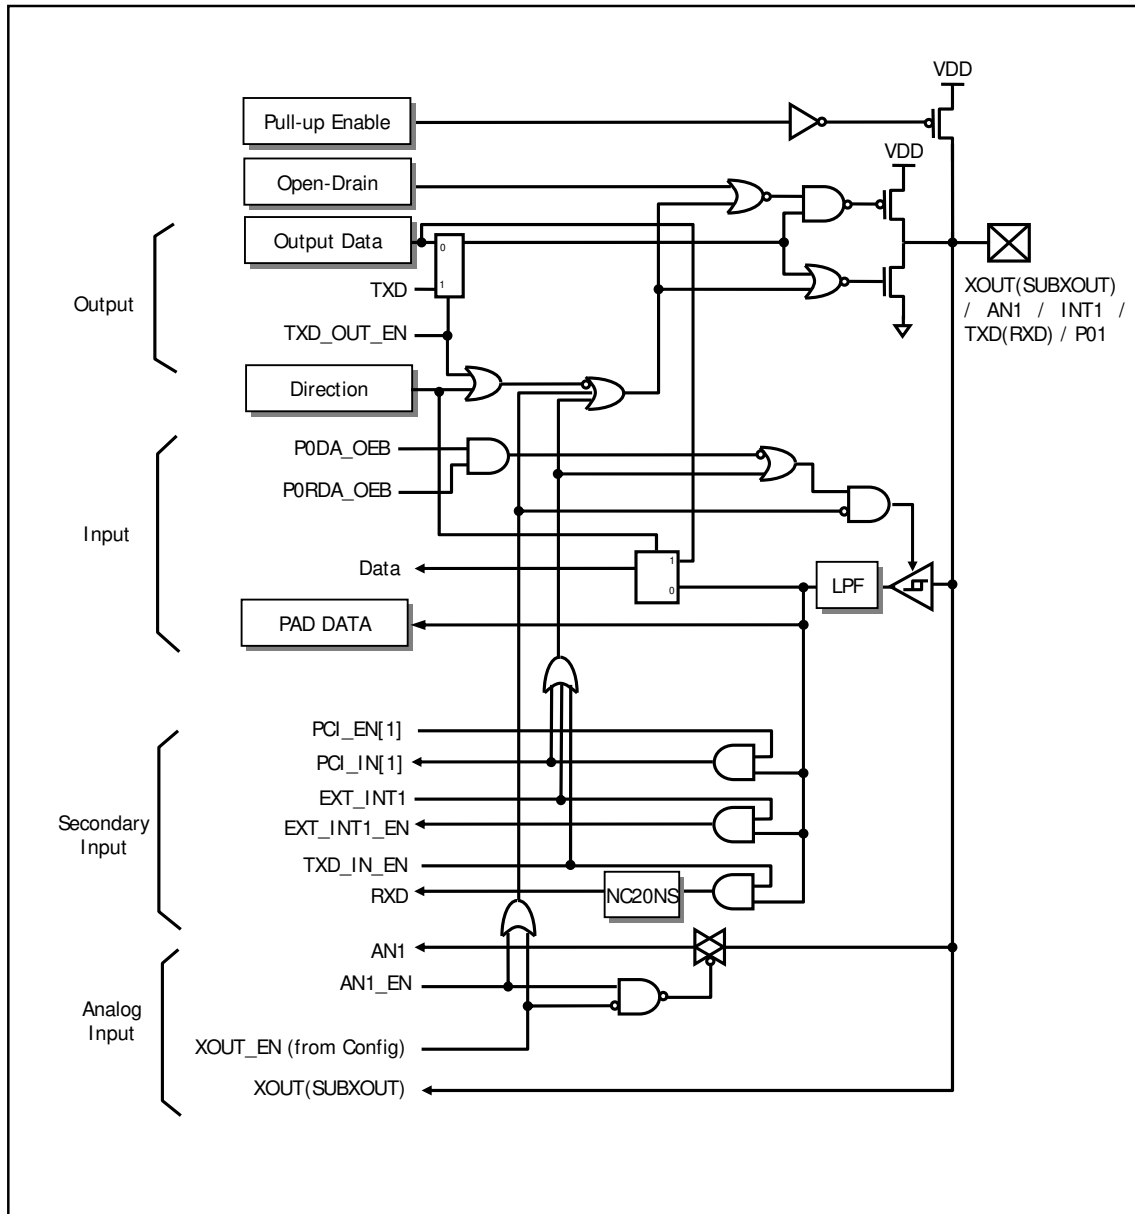 VDD
Pull-up Enable
VDD
Open-Drain
Output Data
0
1
TXD
XOUT(SUBXOUT)
/ AN1 / INT1 /
TXD(RXD) / P01
Output
TXD_OUT_EN
Direction
P0DA_OEB
P0RDA_OEB
Input
Data
1
0
LPF
PAD DATA
PCI_EN[1]
PCI_IN[1]
EXT_INT1
EXT_INT1_EN
Secondary
Input
TXD_IN_EN
RXD
NC20NS
AN1
AN1_EN
Analog
Input
XOUT_EN (from Config)
XOUT(SUBXOUT)